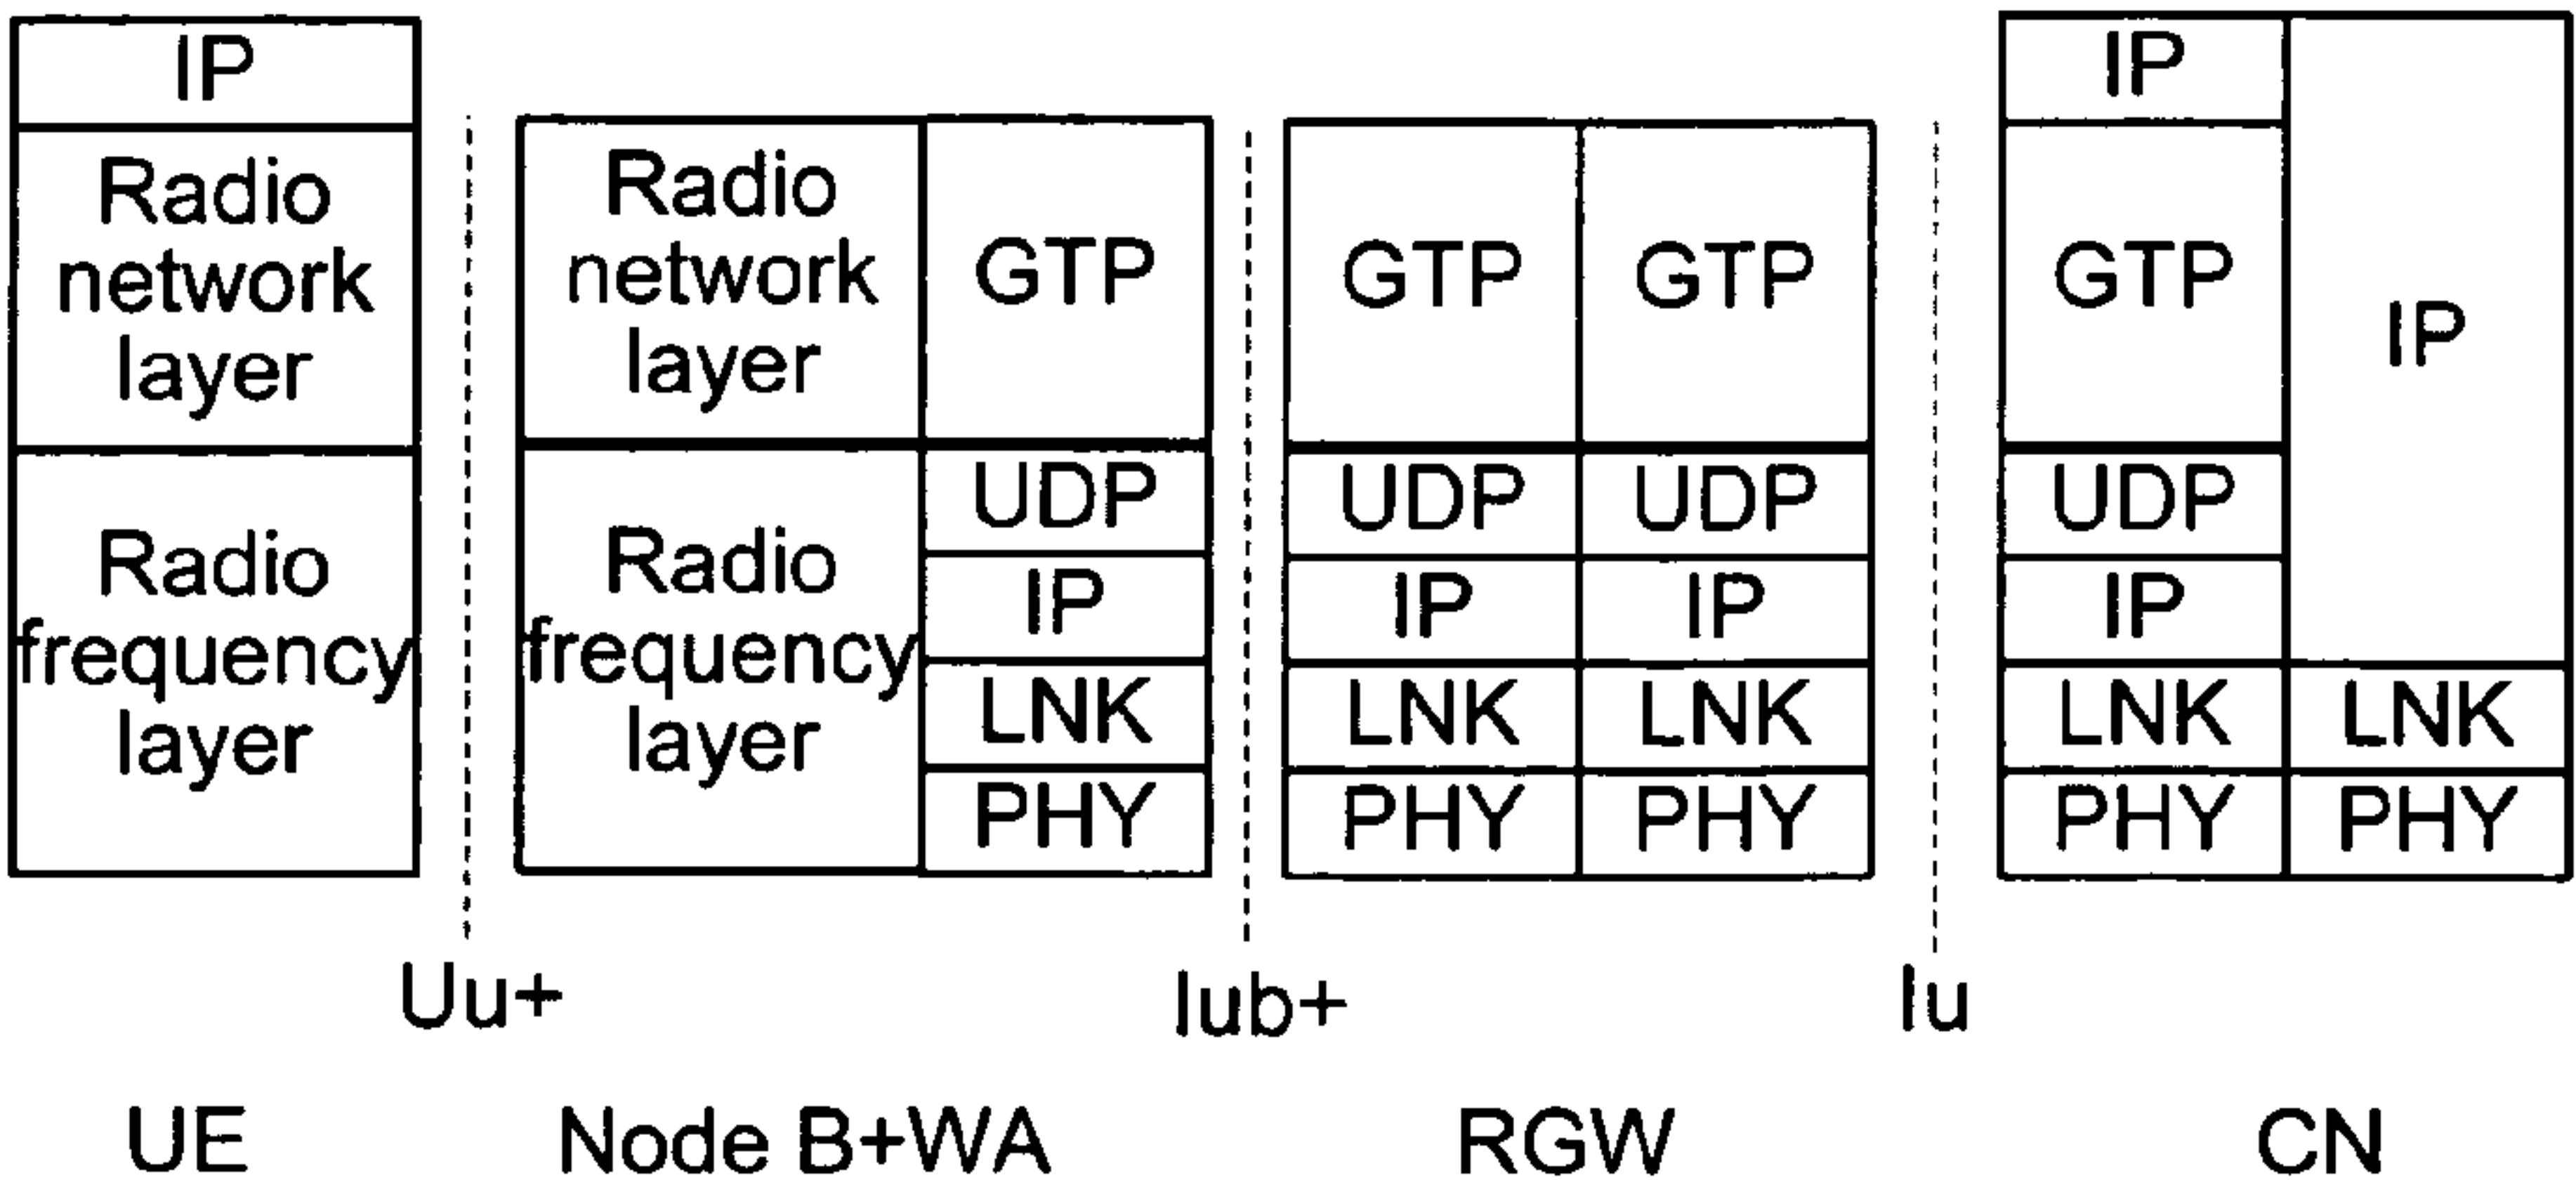 IP
Radio
network
layer
Radio
frequency
layer
Radio
network
layer
Radio
frequency
layer
GTP
UDP
IP
LNK
PHY
GTP
UDP
IP
LNK
PHY
GTP
UDP
IP
LNK
PHY
IP
GTP
UDP
IP
LNK
PHY
IP
LNK
PHY
Uu+
Iub+
Iu
UE
Node B+WA
RGW
CN